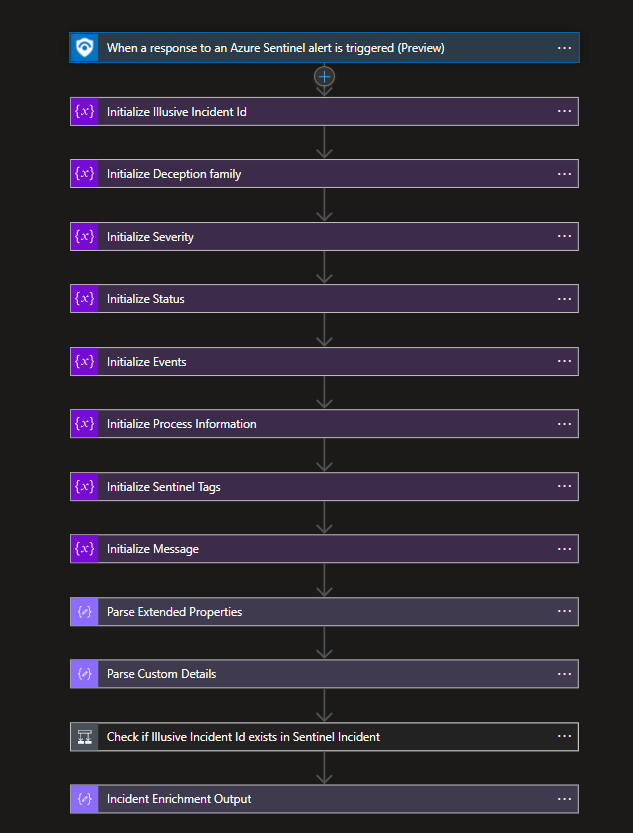 When a response to an Azure Sentinel alert is triggered (Preview)
{x} Initialize Illusive Incident Id
{x} Initialize Deception family
{x} Initialize Severity
{x} Initialize Status
{x} Initialize Events
{x} Initialize Process Information
{x} Initialize Sentinel Tags
{x} Initialize Message
Parse Extended Properties
Parse Custom Details
Check if Illusive Incident Id exists in Sentinel Incident
Incident Enrichment Output